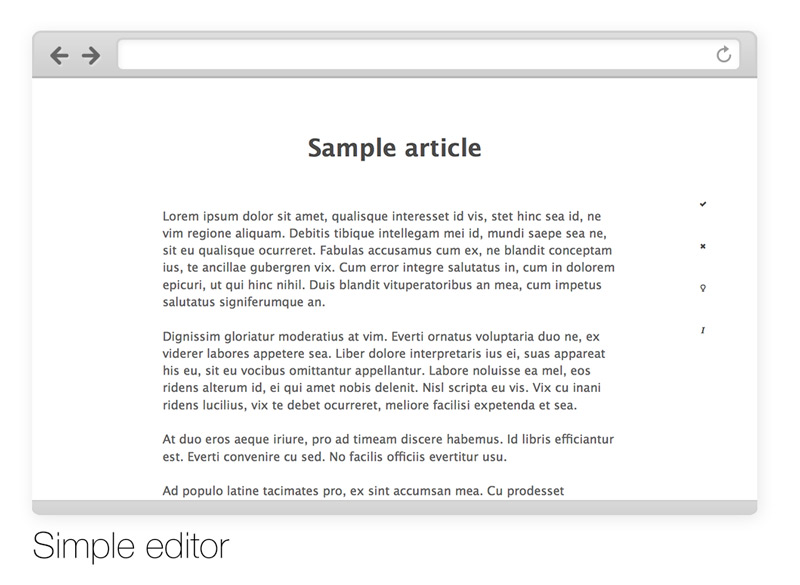 Sample article
Lorem ipsum dolor sit amet, qualisque interesset id vis, stet hinc sea id, ne
vim regione aliquam. Debitis tibique intellegam mei id, mundi saepe sea ne,
sit eu qualisque ocurreret. Fabulas accusamus cum ex, ne blandit conceptam
ius, te ancillae gubergren vix. Cum error integre salutatus in, cum in dolorem
epicuri, ut qui hinc nihil. Duis blandit vituperatoribus an mea, cum impetus
salutatus signiferumque an.
Dignissim gloriatur moderatius at vim. Everti ornatus voluptaria duo ne, ex
viderer labores appetere sea. Liber dolore interpretaris ius ei, suas appareat
his eu, sit eu vocibus omittantur appellantur. Labore noluisse ea mel, eos
ridens alterum id, ei qui amet nobis delenit. Nisl scripta eu vis. Vix cu inani
ridens lucilius, vix te debet ocurreret, meliore facilisi expetenda et sea.
At duo eros aeque iriure, pro ad timeam discere habemus. Id libris efficiantur
est. Everti convenire cu sed. No facilis officiis evertitur usu.
Ad populo latine tacimates pro, ex sint accumsan mea. Cu prodesset
I
Simple editor